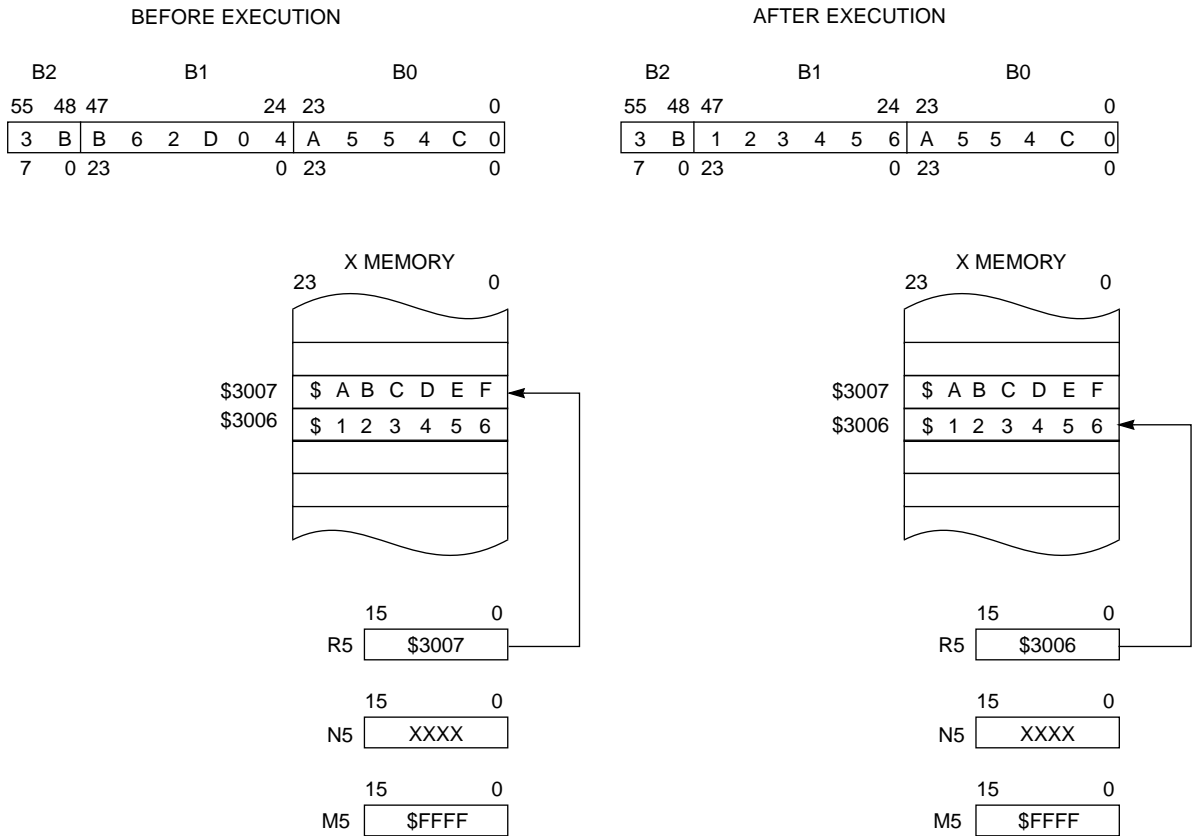 BEFORE EXECUTION
B2 B1 B0
55 48 47 24 23 0
3 B B 6 2 D 0 4 A 5 5 4 C 0
7 0 23 0 23 0
X MEMORY
23 0
$3007 $ A B C D E F
$3006 $ 1 2 3 4 5 6
15 0
R5 $3007
15 0
N5 XXXX
15 0
M5 $FFFF
AFTER EXECUTION
B2 B1 B0
55 48 47 24 23 0
3 B 1 2 3 4 5 6 A 5 5 4 C 0
7 0 23 0 23 0
X MEMORY
23 0
$3007 $ A B C D E F
$3006 $ 1 2 3 4 5 6
15 0
R5 $3006
15 0
N5 XXXX
15 0
M5 $FFFF